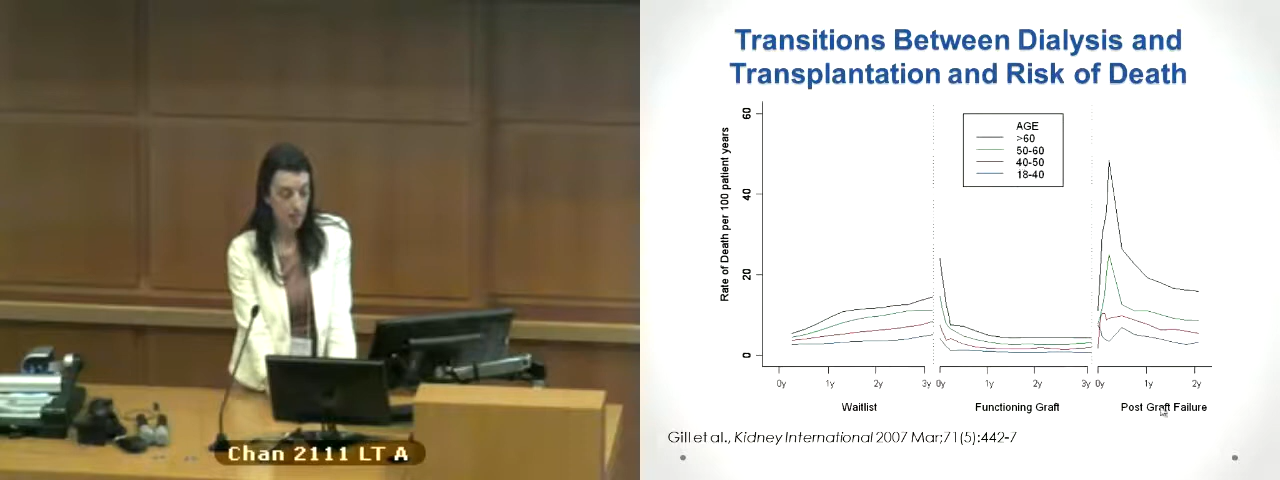 Chan 2111 LT A
Transitions Between Dialysis and
Transplantation and Risk of Death
Rate of Death per 100 patient years
60
40
20
0
AGE
>60
50-60
40-50
18-40
0y 1y 2y 3y 0y 1y 2y 3y 0y 1y 2y
Waitlist Functioning Graft Post Graft Failure
Gill et al., Kidney International 2007 Mar;71(5):442-7